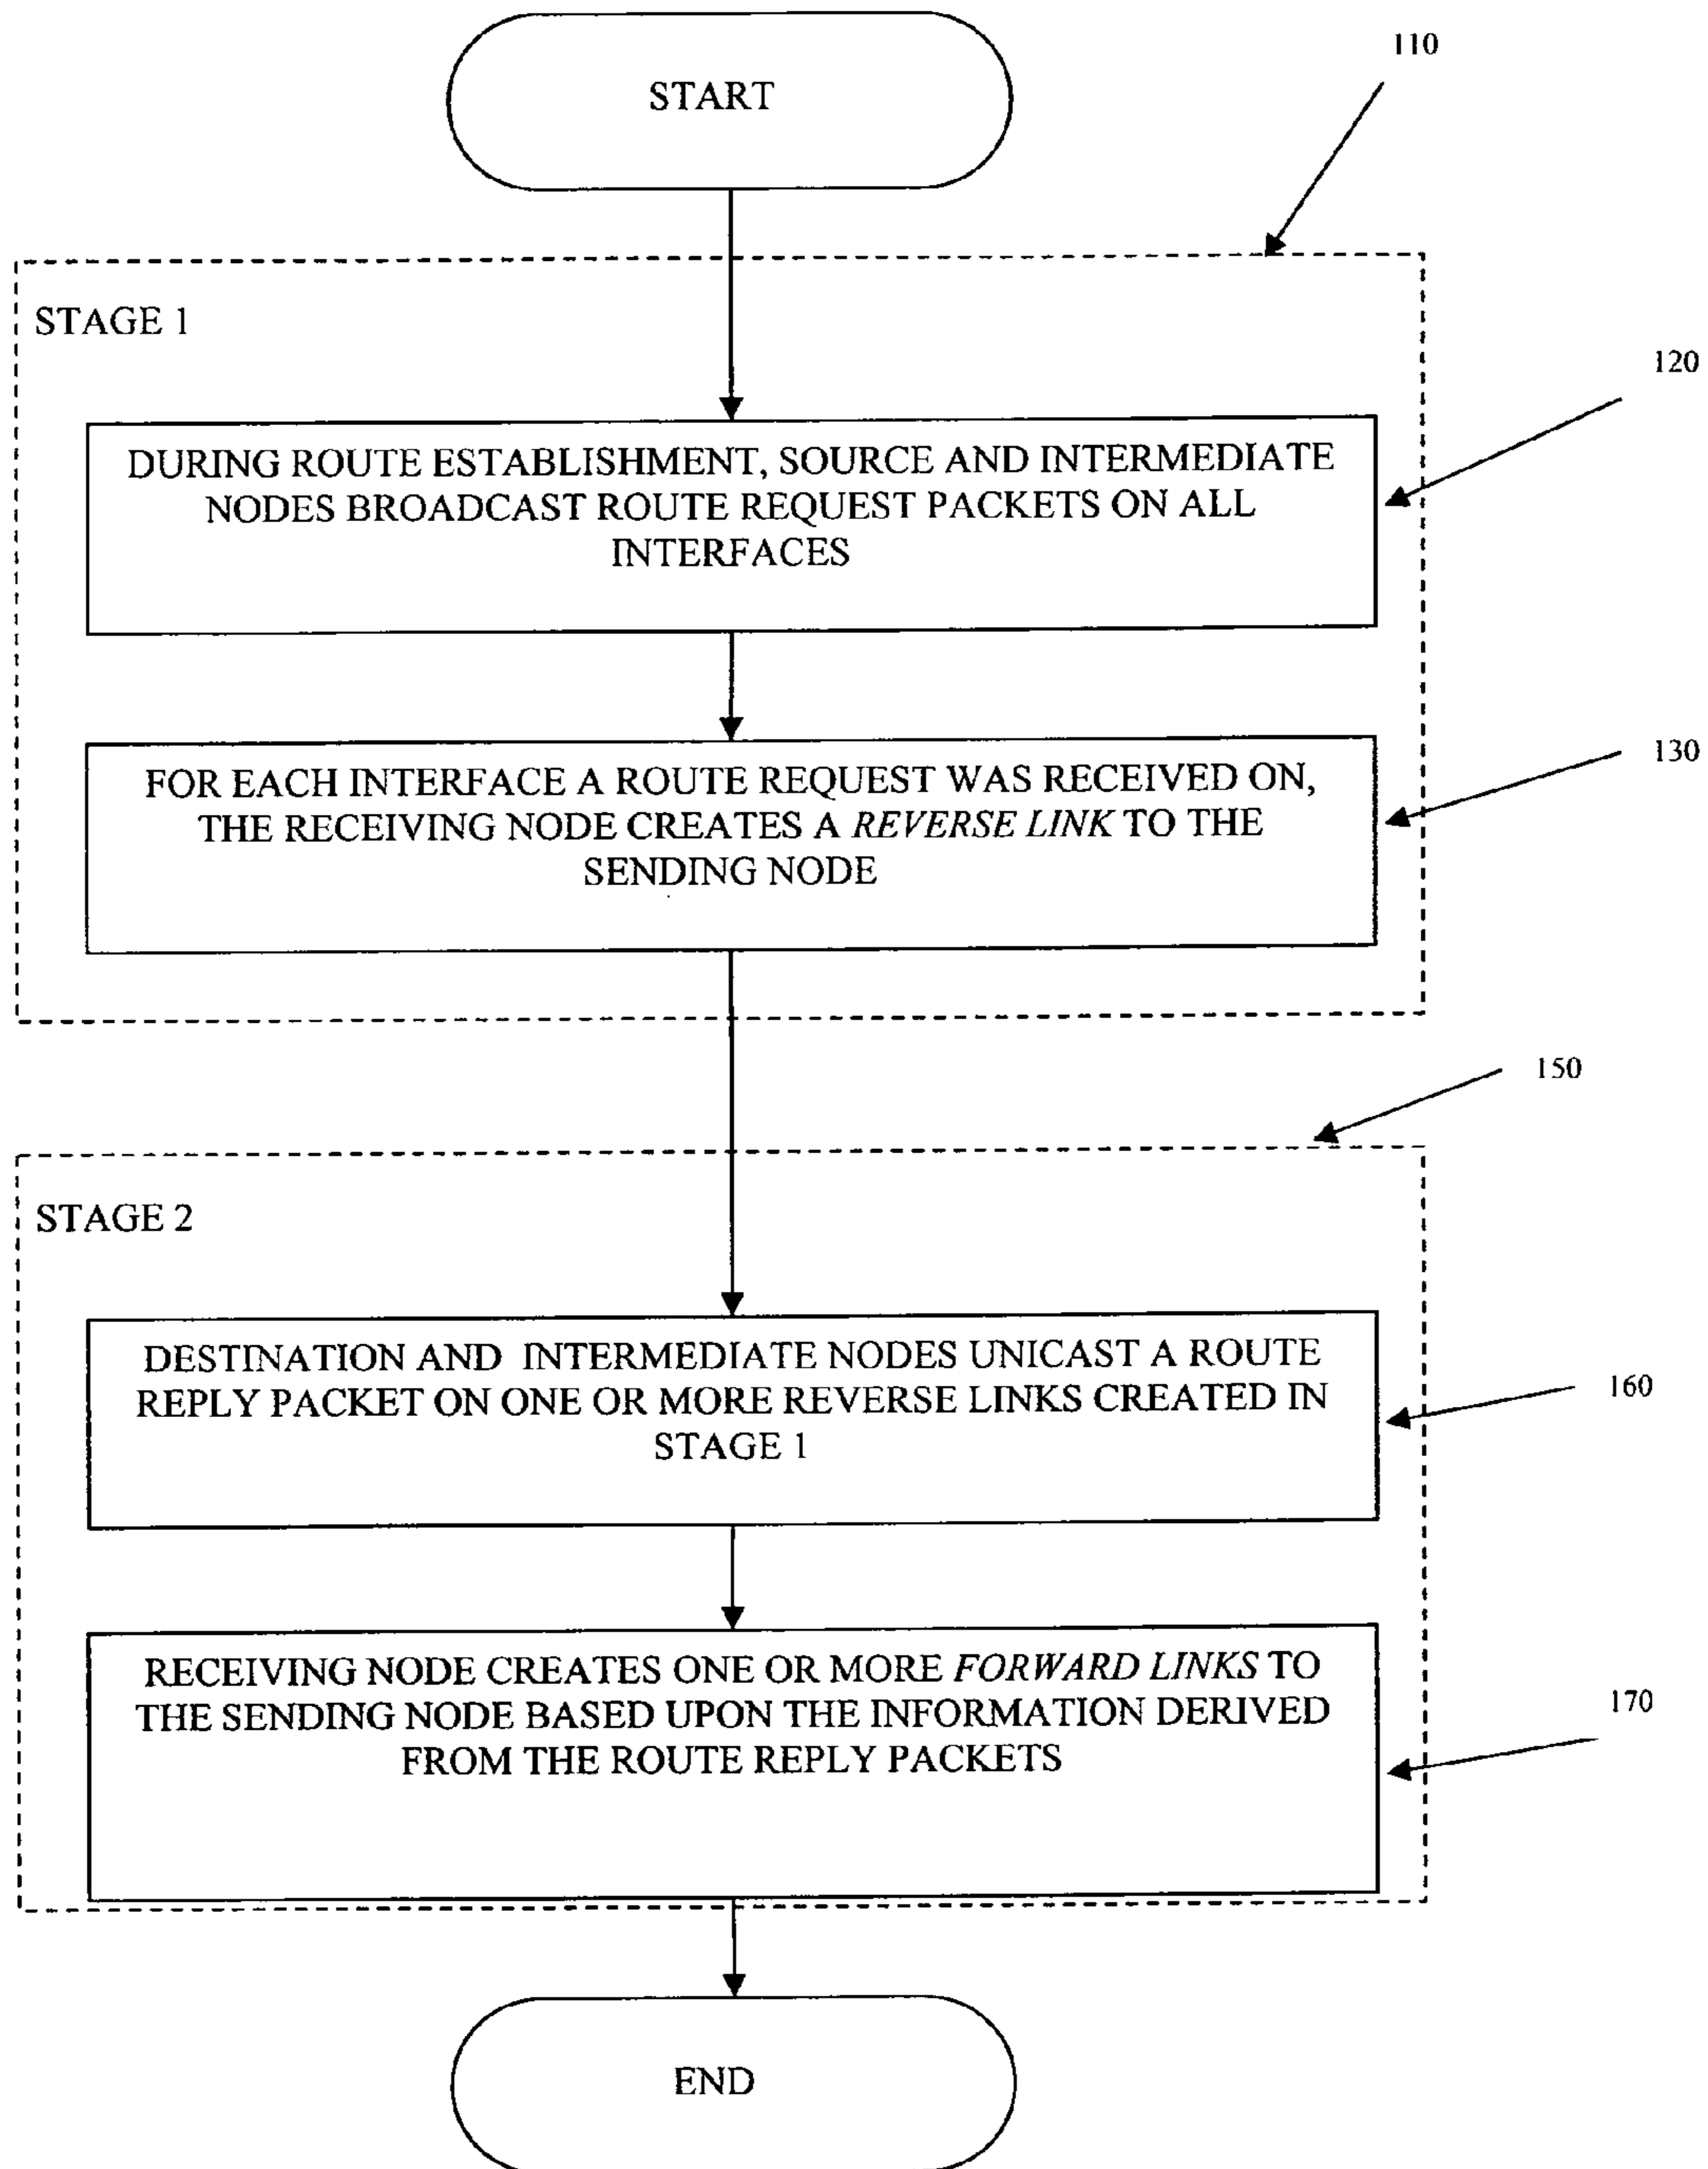 START
110
STAGE 1
120
DURING ROUTE ESTABLISHMENT, SOURCE AND INTERMEDIATE
NODES BROADCAST ROUTE REQUEST PACKETS ON ALL
INTERFACES
130
FOR EACH INTERFACE A ROUTE REQUEST WAS RECEIVED ON,
THE RECEIVING NODE CREATES A REVERSE LINK TO THE
SENDING NODE
150
STAGE 2
DESTINATION AND INTERMEDIATE NODES UNICAST A ROUTE
REPLY PACKET ON ONE OR MORE REVERSE LINKS CREATED IN
STAGE 1
160
RECEIVING NODE CREATES ONE OR MORE FORWARD LINKS TO
THE SENDING NODE BASED UPON THE INFORMATION DERIVED
FROM THE ROUTE REPLY PACKETS
170
END